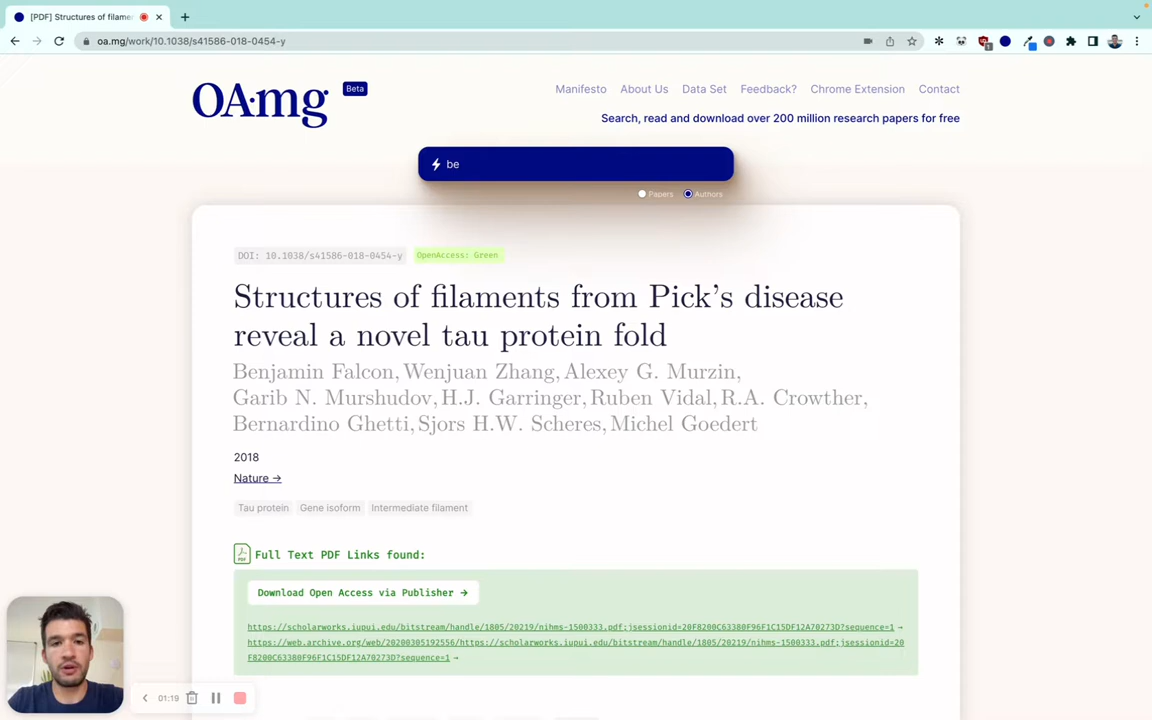 [PDF] Structures of filame
oa.mg/work/10.1038/s41586-018-0454-y
OA.mg
Beta
Manifesto
About Us
Data Set
Feedback?
Chrome Extension
Contact
Search, read and download over 200 million research papers for free
be
Papers
Authors
DOI: 10.1038/s41586-018-0454-y
OpenAccess: Green
Structures of filaments from Pick's disease
reveal a novel tau protein fold
Benjamin Falcon, Wenjuan Zhang, Alexey G. Murzin,
Garib N. Murshudov, H.J. Garringer, Ruben Vidal, R.A. Crowther,
Bernardino Ghetti, Sjors H.W. Scheres, Michel Goedert
2018
Nature →
Tau protein
Gene isoform
Intermediate filament
PDF
Full Text PDF Links found:
Download Open Access via Publisher →
https://scholarworks.iupui.edu/bitstream/handle/1805/20219/nihms-1500333.pdf;jsessionid=20F8200C63380F96F1C15DF12A70273D?sequence=1 →
https://web.archive.org/web/20200305192556/https://scholarworks.iupui.edu/bitstream/handle/1805/20219/nihms-1500333.pdf;jsessionid=20
F8200C63380F96F1C15DF12A70273D?sequence=1 →
01:19